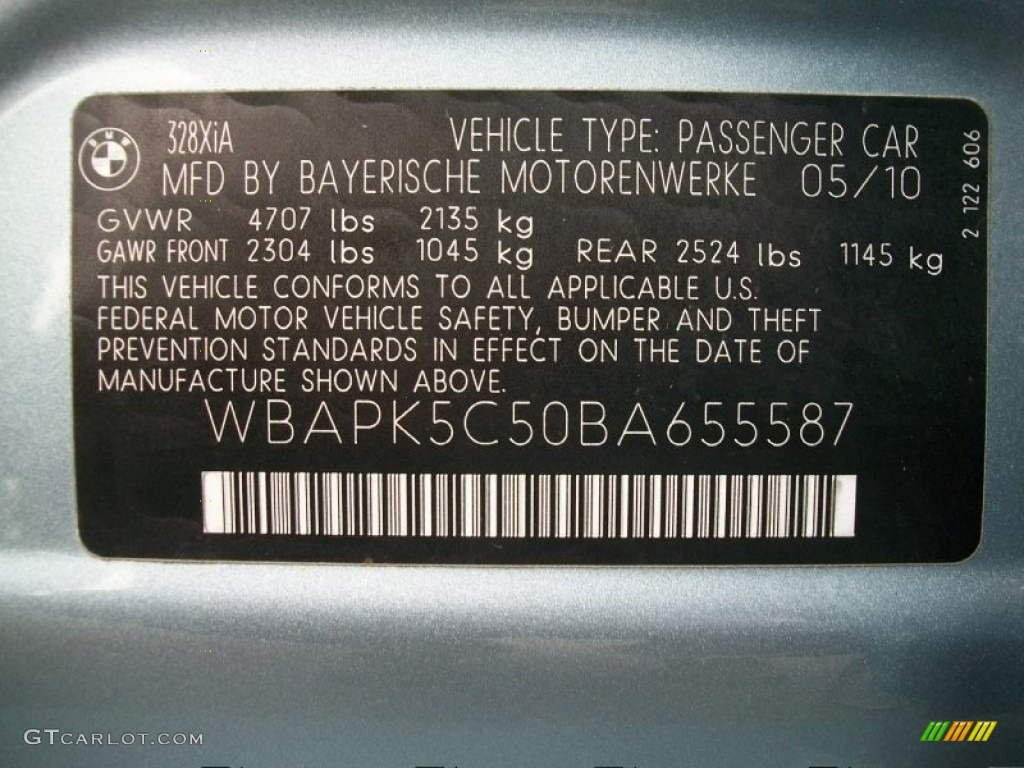 BMW
328XiA
VEHICLE TYPE: PASSENGER CAR
MFD BY BAYERISCHE MOTORENWERKE 05/10
GVWR 4707 lbs 2135 kg
GAWR FRONT 2304 lbs 1045 kg REAR 2524 lbs 1145 kg
THIS VEHICLE CONFORMS TO ALL APPLICABLE U.S.
FEDERAL MOTOR VEHICLE SAFETY, BUMPER AND THEFT
PREVENTION STANDARDS IN EFFECT ON THE DATE OF
MANUFACTURE SHOWN ABOVE.
WBAPK5C50BA655587
2 122 606
GTCARLOT.COM